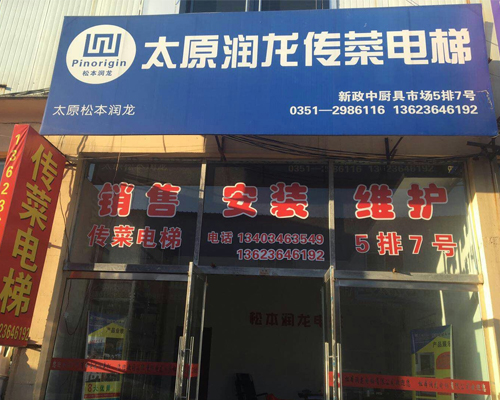 Pinorigin
松本润龙
太原润龙传菜电梯
新政中厨具市场5排7号
太原松本润龙
0351—2986116 13623646192
销售 安装 维护
传菜电梯
电话 13403463549
13623646192
5排7号
传菜电梯
松本润龙电